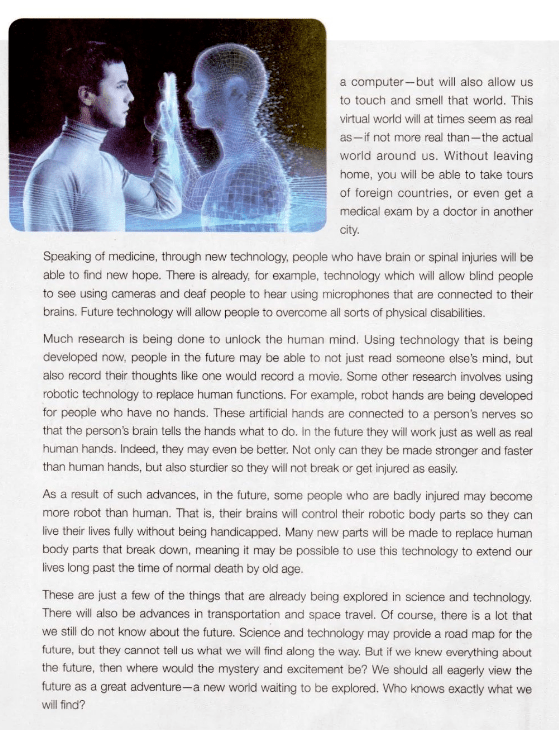 a computer—but will also allow us
to touch and smell that world. This
virtual world will at times seem as real
as—if not more real than—the actual
world around us. Without leaving
home, you will be able to take tours
of foreign countries, or even get a
medical exam by a doctor in another
city.
Speaking of medicine, through new technology, people who have brain or spinal injuries will be
able to find new hope. There is already, for example, technology which will allow blind people
to see using cameras and deaf people to hear using microphones that are connected to their
brains. Future technology will allow people to overcome all sorts of physical disabilities.
Much research is being done to unlock the human mind. Using technology that is being
developed now, people in the future may be able to not just read someone else's mind, but
also record their thoughts like one would record a movie. Some other research involves using
robotic technology to replace human functions. For example, robot hands are being developed
for people who have no hands. These artificial hands are connected to a person's nerves so
that the person's brain tells the hands what to do. In the future they will work just as well as real
human hands. Indeed, they may even be better. Not only can they be made stronger and faster
than human hands, but also sturdier so they will not break or get injured as easily.
As a result of such advances, in the future, some people who are badly injured may become
more robot than human. That is, their brains will control their robotic body parts so they can
live their lives fully without being handicapped. Many new parts will be made to replace human
body parts that break down, meaning it may be possible to use this technology to extend our
lives long past the time of normal death by old age.
These are just a few of the things that are already being explored in science and technology.
There will also be advances in transportation and space travel. Of course, there is a lot that
we still do not know about the future. Science and technology may provide a road map for the
future, but they cannot tell us what we will find along the way. But if we knew everything about
the future, then where would the mystery and excitement be? We should all eagerly view the
future as a great adventure—a new world waiting to be explored. Who knows exactly what we
will find?